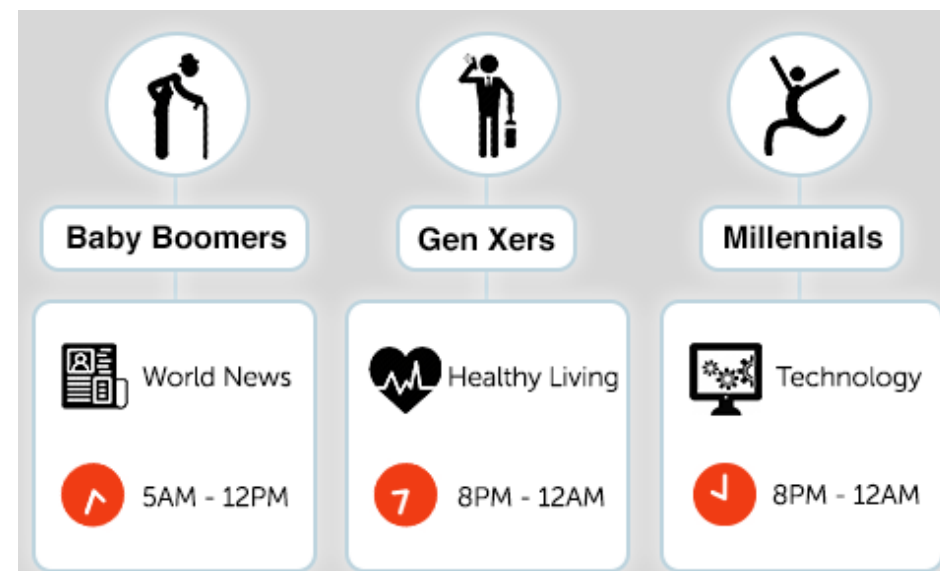 Baby Boomers
Gen Xers
Millennials
World News
Healthy Living
Technology
5AM - 12PM
8PM - 12AM
8PM - 12AM